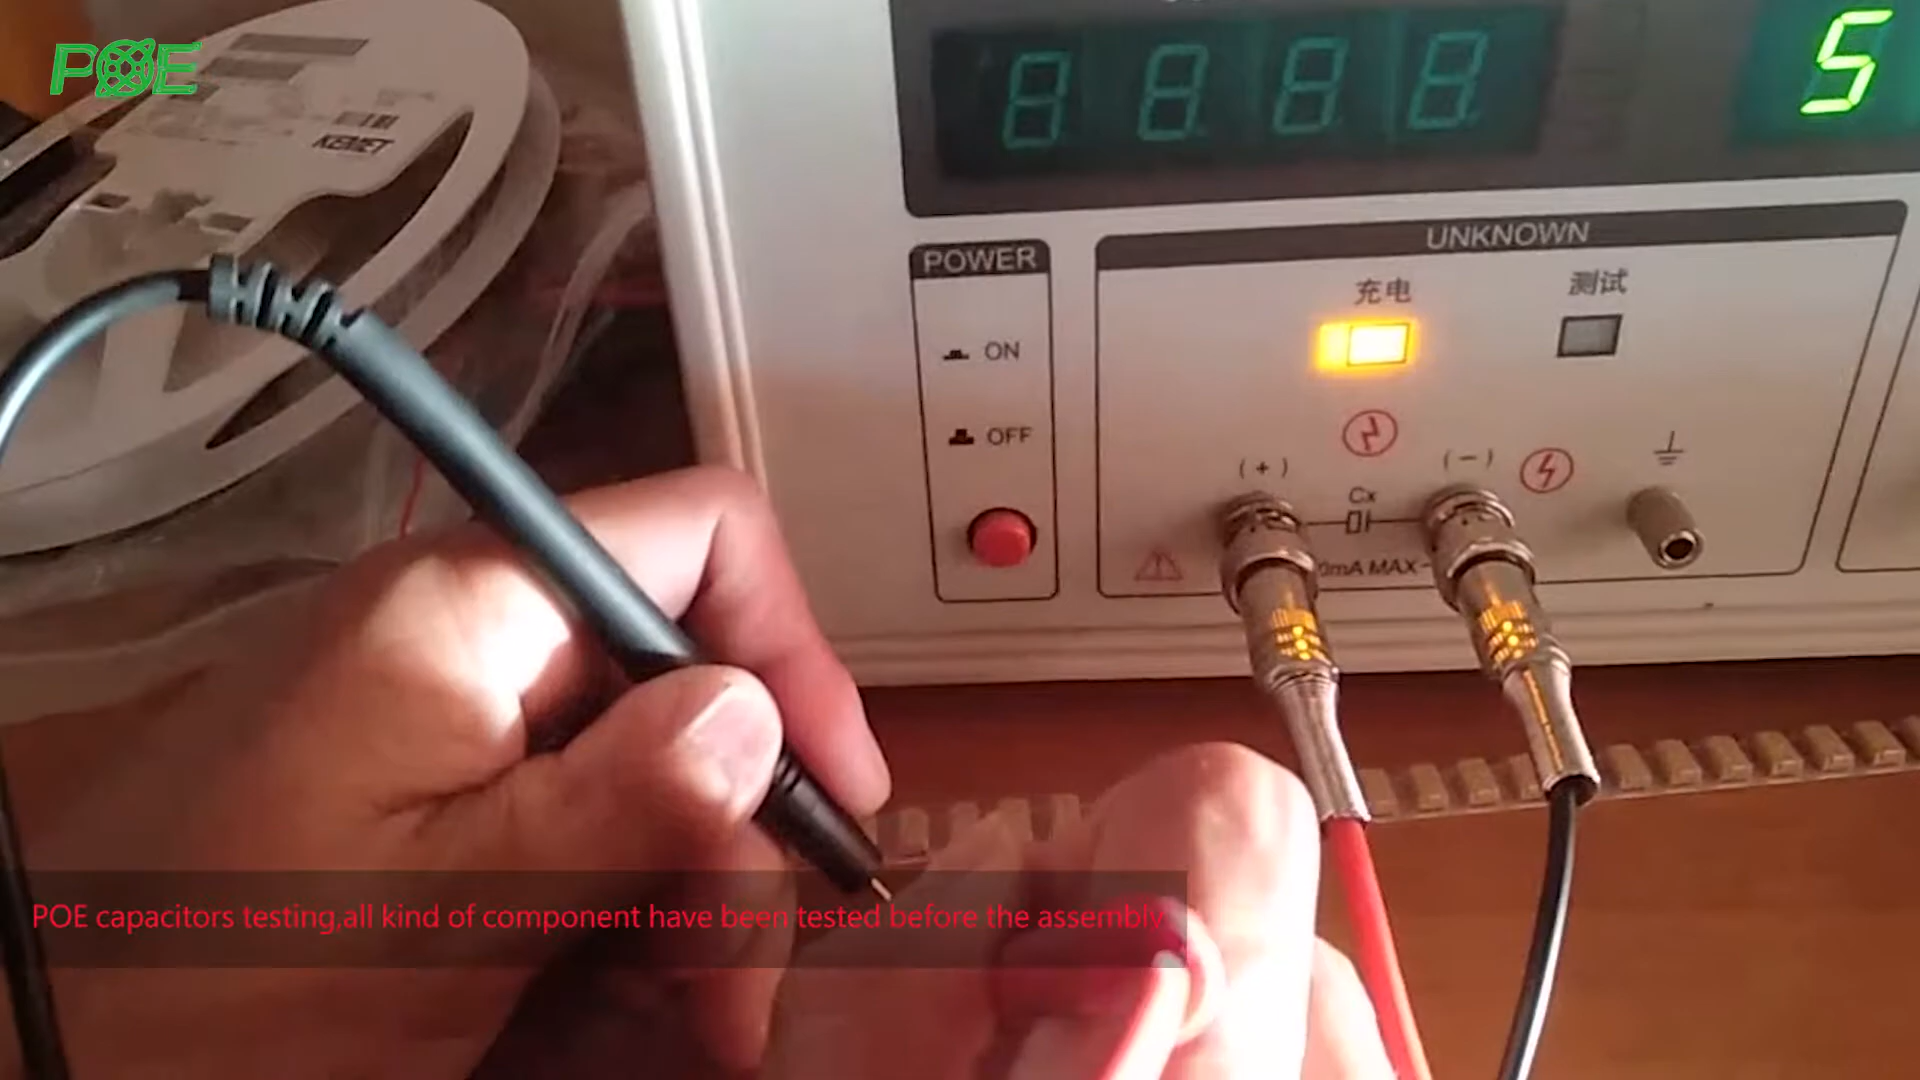 POE
KEMET
5
UNKNOWN
POWER
充电
测试
ON
OFF
(+)
(−)
Cx
mA MAX
POE capacitors testing,all kind of component have been tested before the assembly